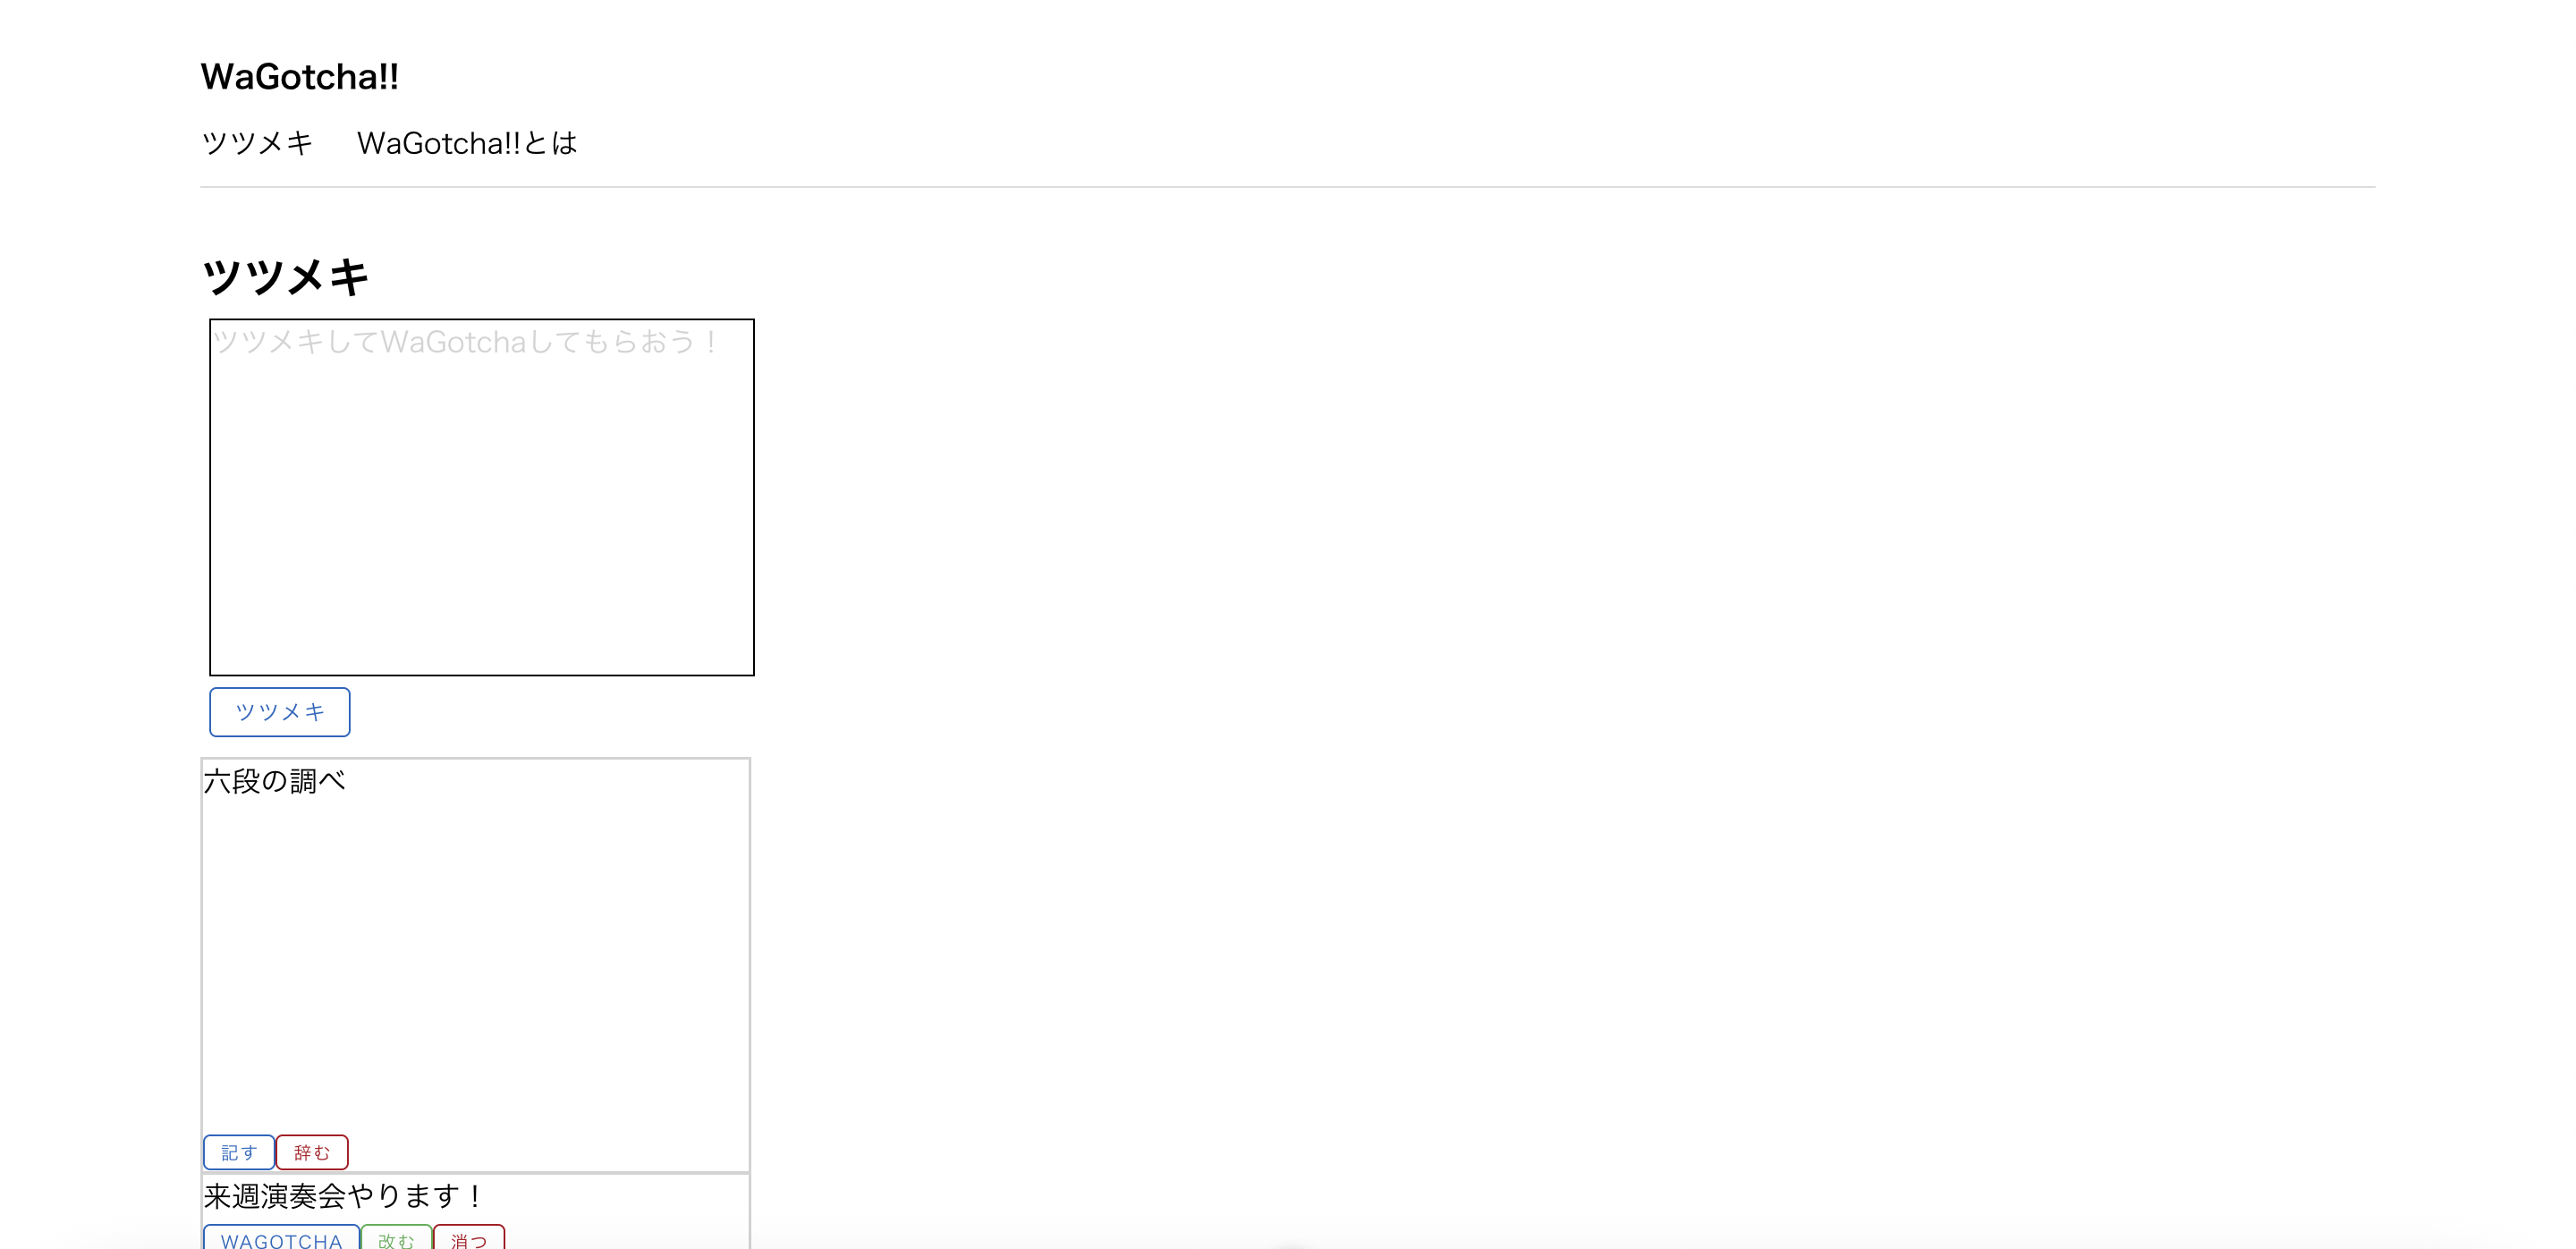 WaGotcha!!
ツツメキ WaGotcha!!とは
ツツメキ
ツツメキしてWaGotchaしてもらおう！
ツツメキ
六段の調べ
記す 辞む
来週演奏会やります！
WAGOTCHA 改む 消つ